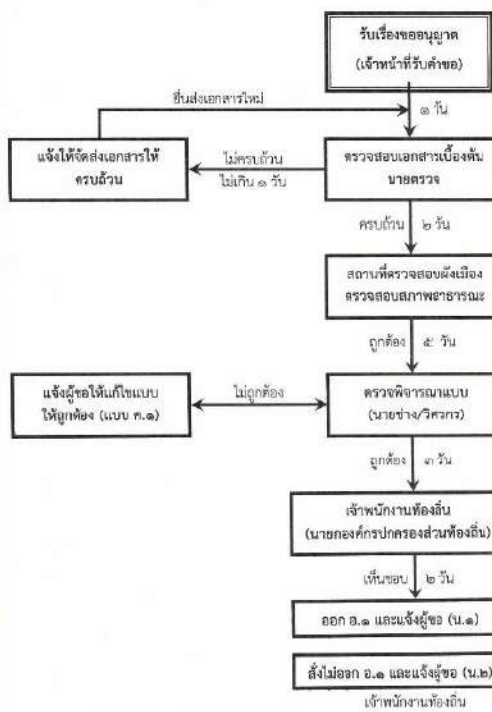 รับเรื่องขออนุญาต
(เจ้าหน้าที่รับคำขอ)
ยื่นส่งเอกสารใหม่
๑ วัน
แจ้งให้จัดส่งเอกสารให้
ครบถ้วน
ไม่ครบถ้วน
ไม่เกิน ๑ วัน
ตรวจสอบเอกสารเบื้องต้น
นายตรวจ
ครบถ้วน ๒ วัน
สถานที่ตรวจสอบผังเมือง
ตรวจสอบสภาพสาธารณะ
ถูกต้อง ๕ วัน
แจ้งผู้ขอให้แก้ไขแบบ
ให้ถูกต้อง (แบบ ค.๑)
ไม่ถูกต้อง
ตรวจพิจารณาแบบ
(นายช่าง/วิศวกร)
ถูกต้อง ๓ วัน
เจ้าพนักงานท้องถิ่น
(นายกองค์กรปกครองส่วนท้องถิ่น)
เห็นชอบ ๒ วัน
ออก อ.๑ และแจ้งผู้ขอ (น.๑)
สั่งไม่ออก อ.๑ และแจ้งผู้ขอ (น.๒)
เจ้าพนักงานท้องถิ่น